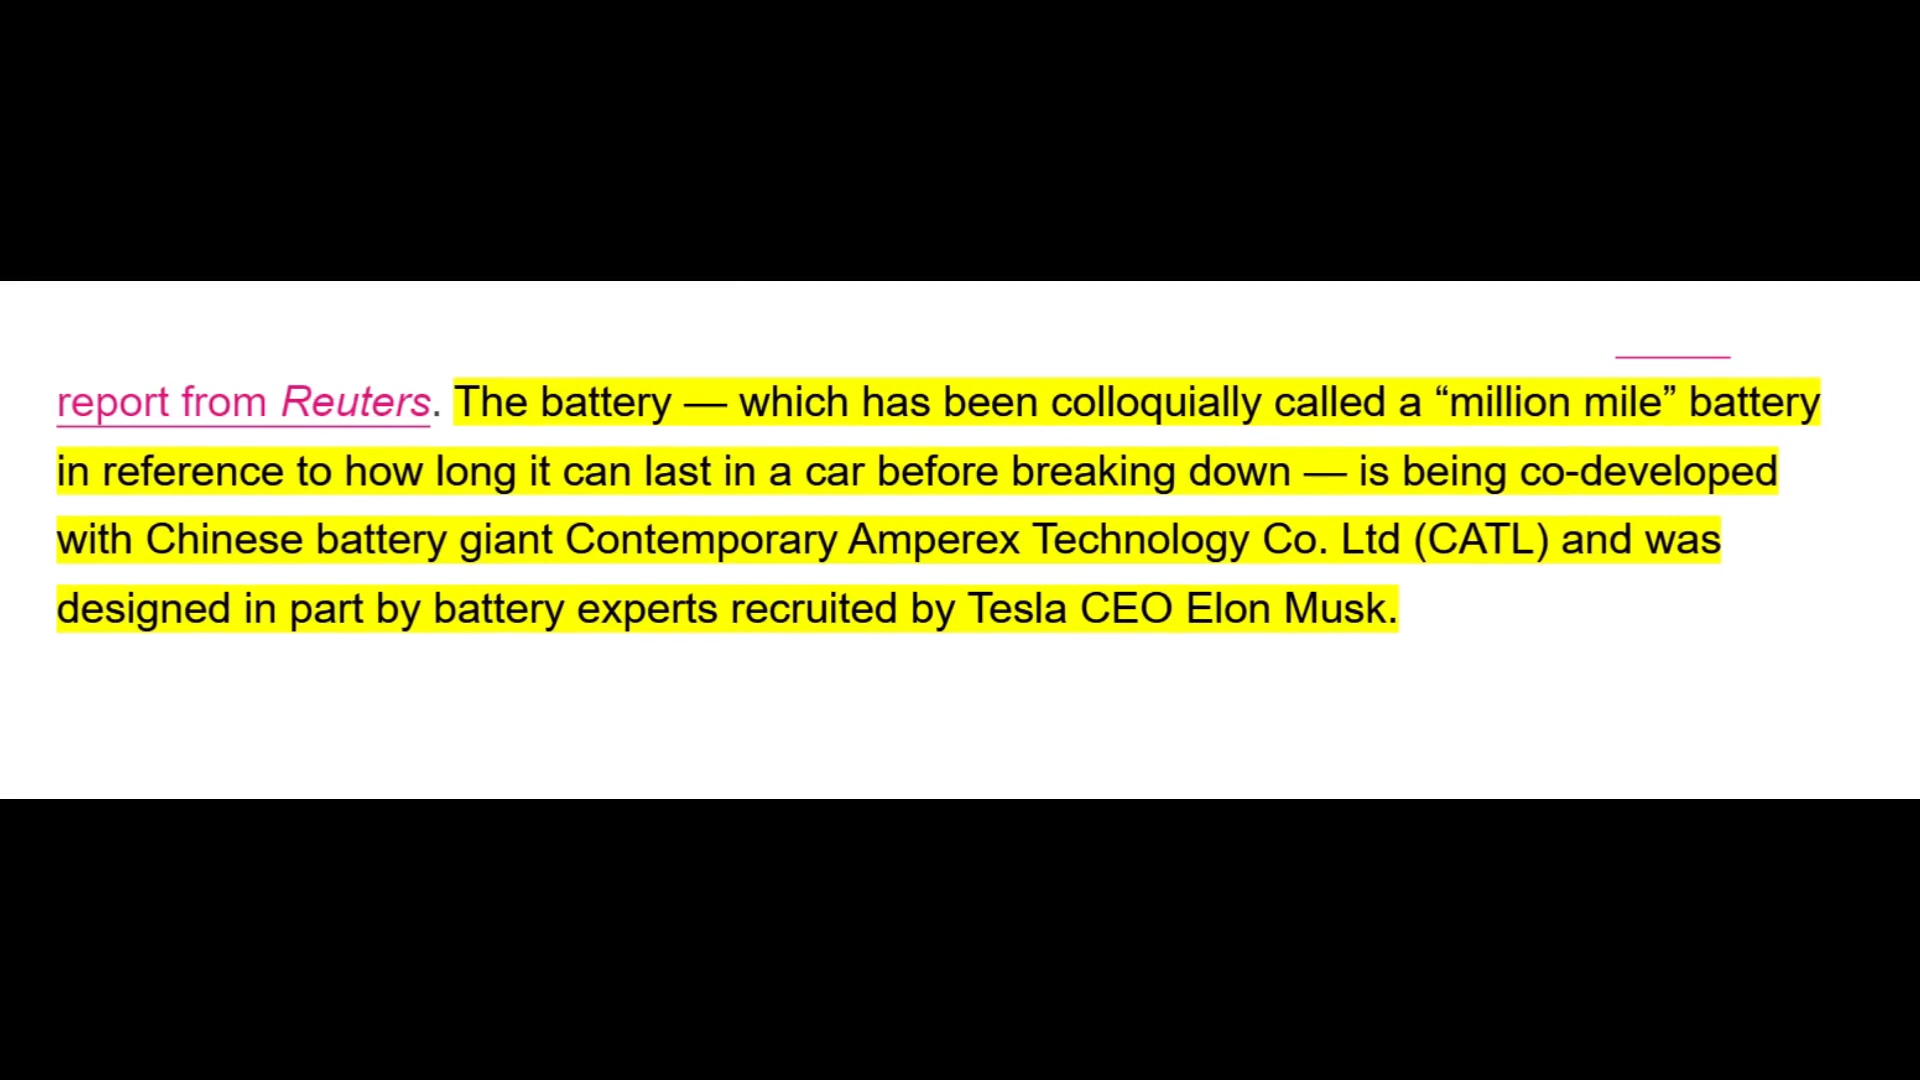 report from Reuters. The battery — which has been colloquially called a “million mile” battery
in reference to how long it can last in a car before breaking down — is being co-developed
with Chinese battery giant Contemporary Amperex Technology Co. Ltd (CATL) and was
designed in part by battery experts recruited by Tesla CEO Elon Musk.